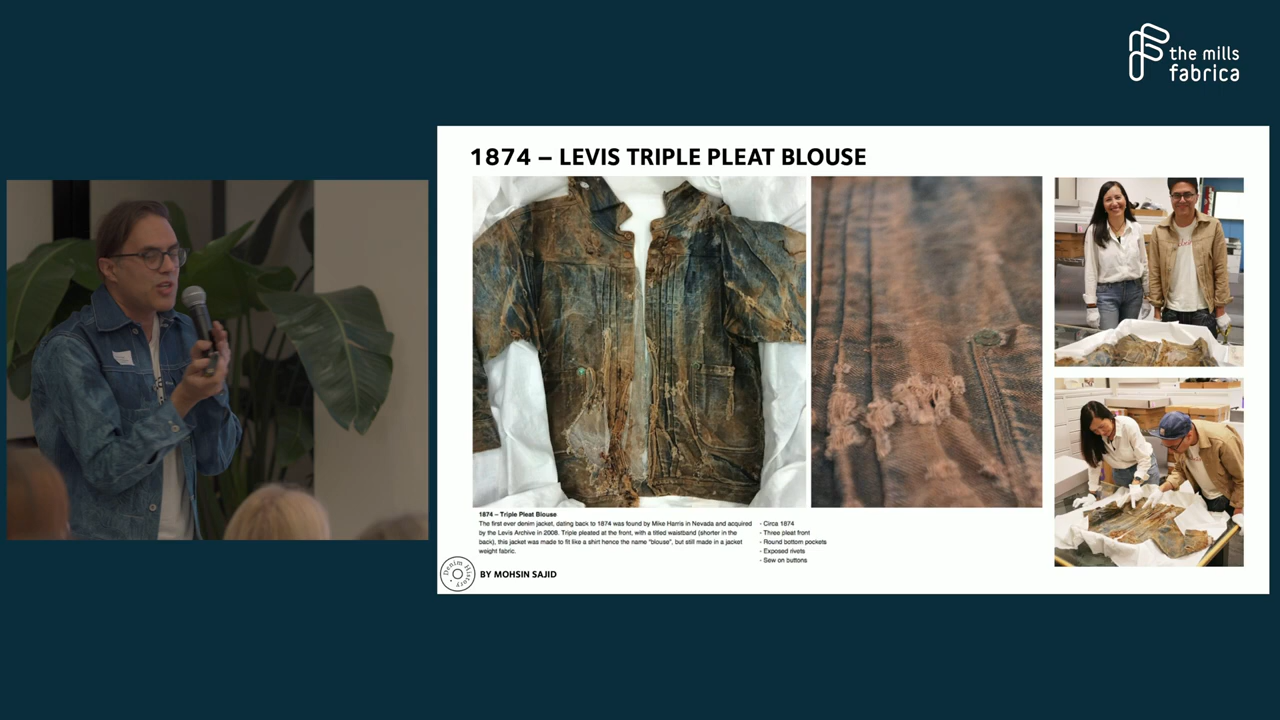 the mills
fabrica
1874 – LEVIS TRIPLE PLEAT BLOUSE
1874 – Triple Pleat Blouse
The first ever denim jacket, dating back to 1874 was found by Mike Harris in Nevada and acquired
by the Levis Archive in 2008. Triple pleated at the front, with a titled waistband (shorter in the
back), this jacket was made to fit like a shirt hence the name "blouse", but still made in a jacket
weight fabric.
- Circa 1874
- Three pleat front
- Round bottom pockets
- Exposed rivets
- Sew on buttons
Denim History
BY MOHSIN SAJID